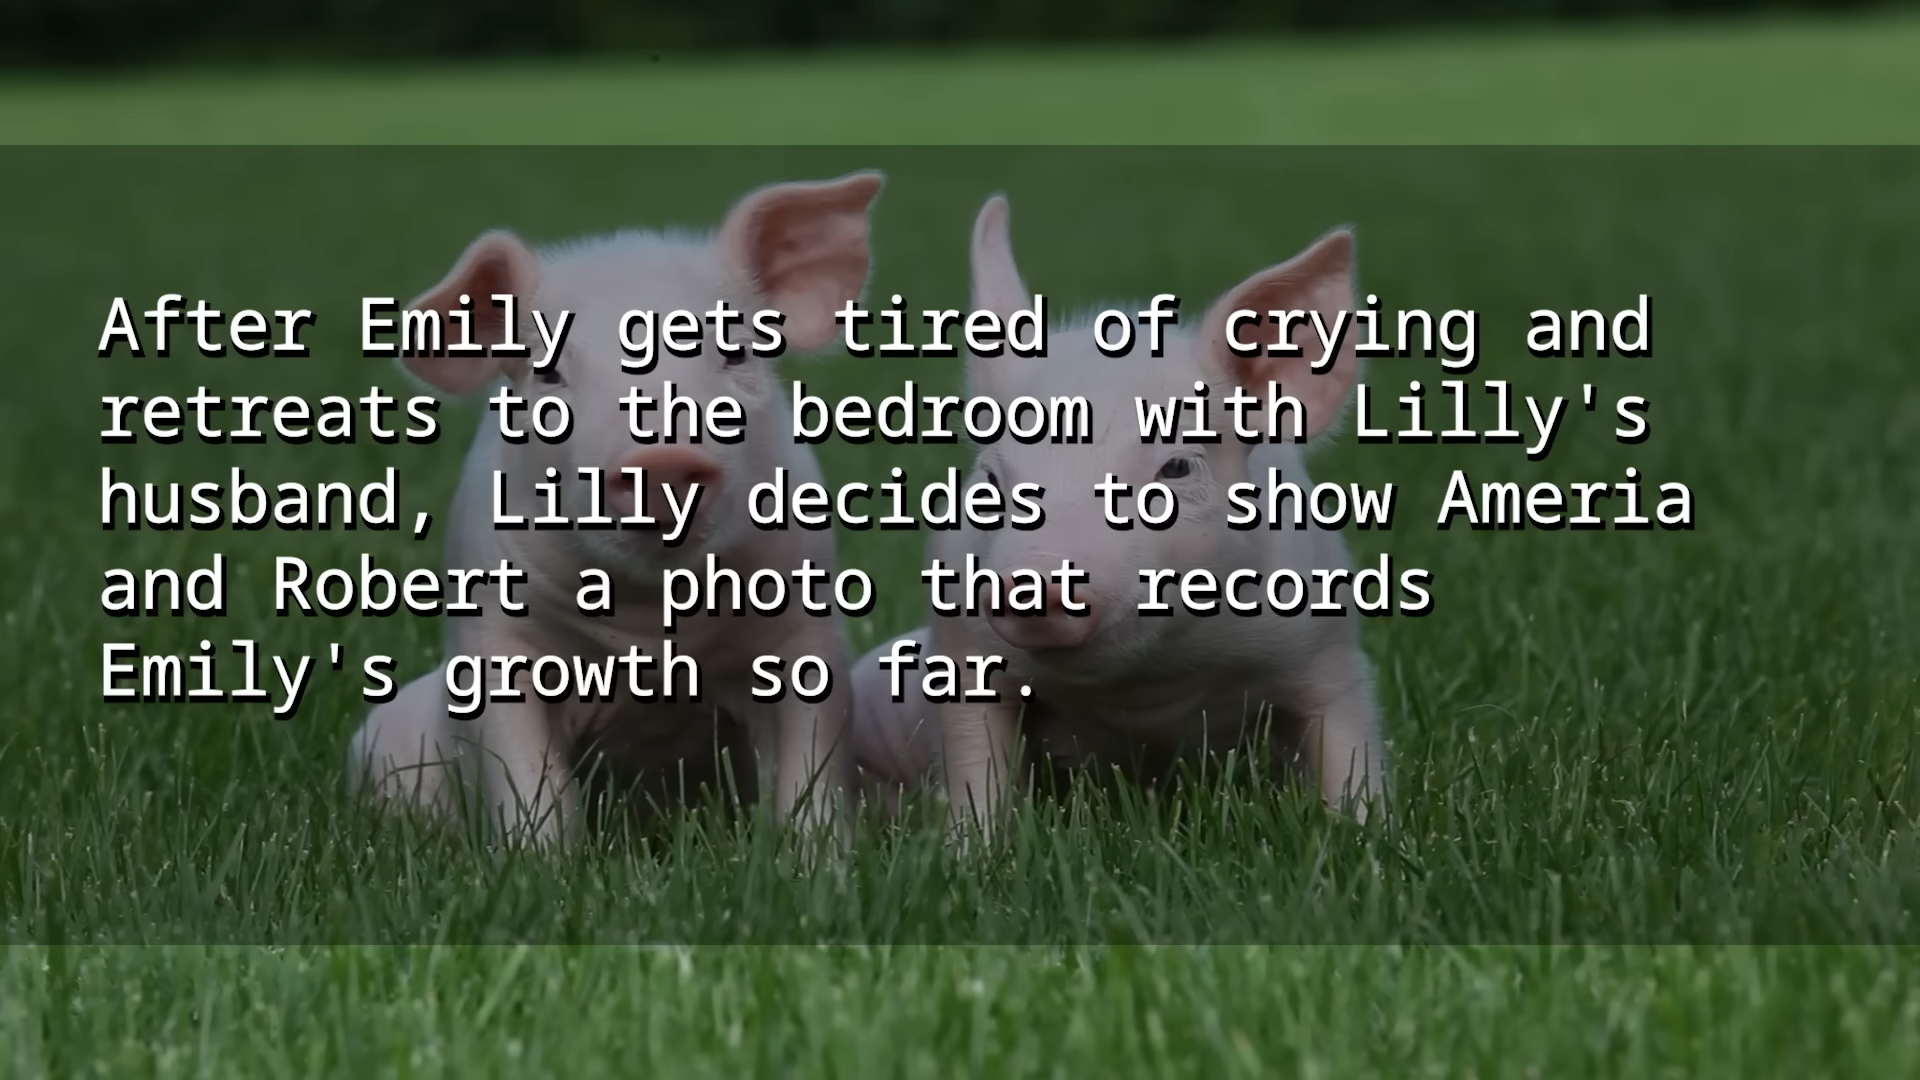 After Emily gets tired of crying and
retreats to the bedroom with Lilly's
husband, Lilly decides to show Ameria
and Robert a photo that records
Emily's growth so far.